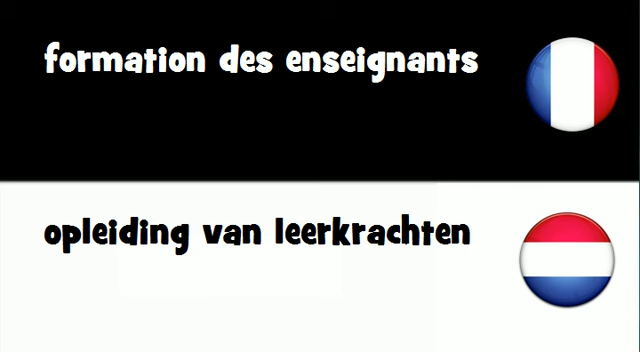 formation des enseignants
opleiding van leerkrachten